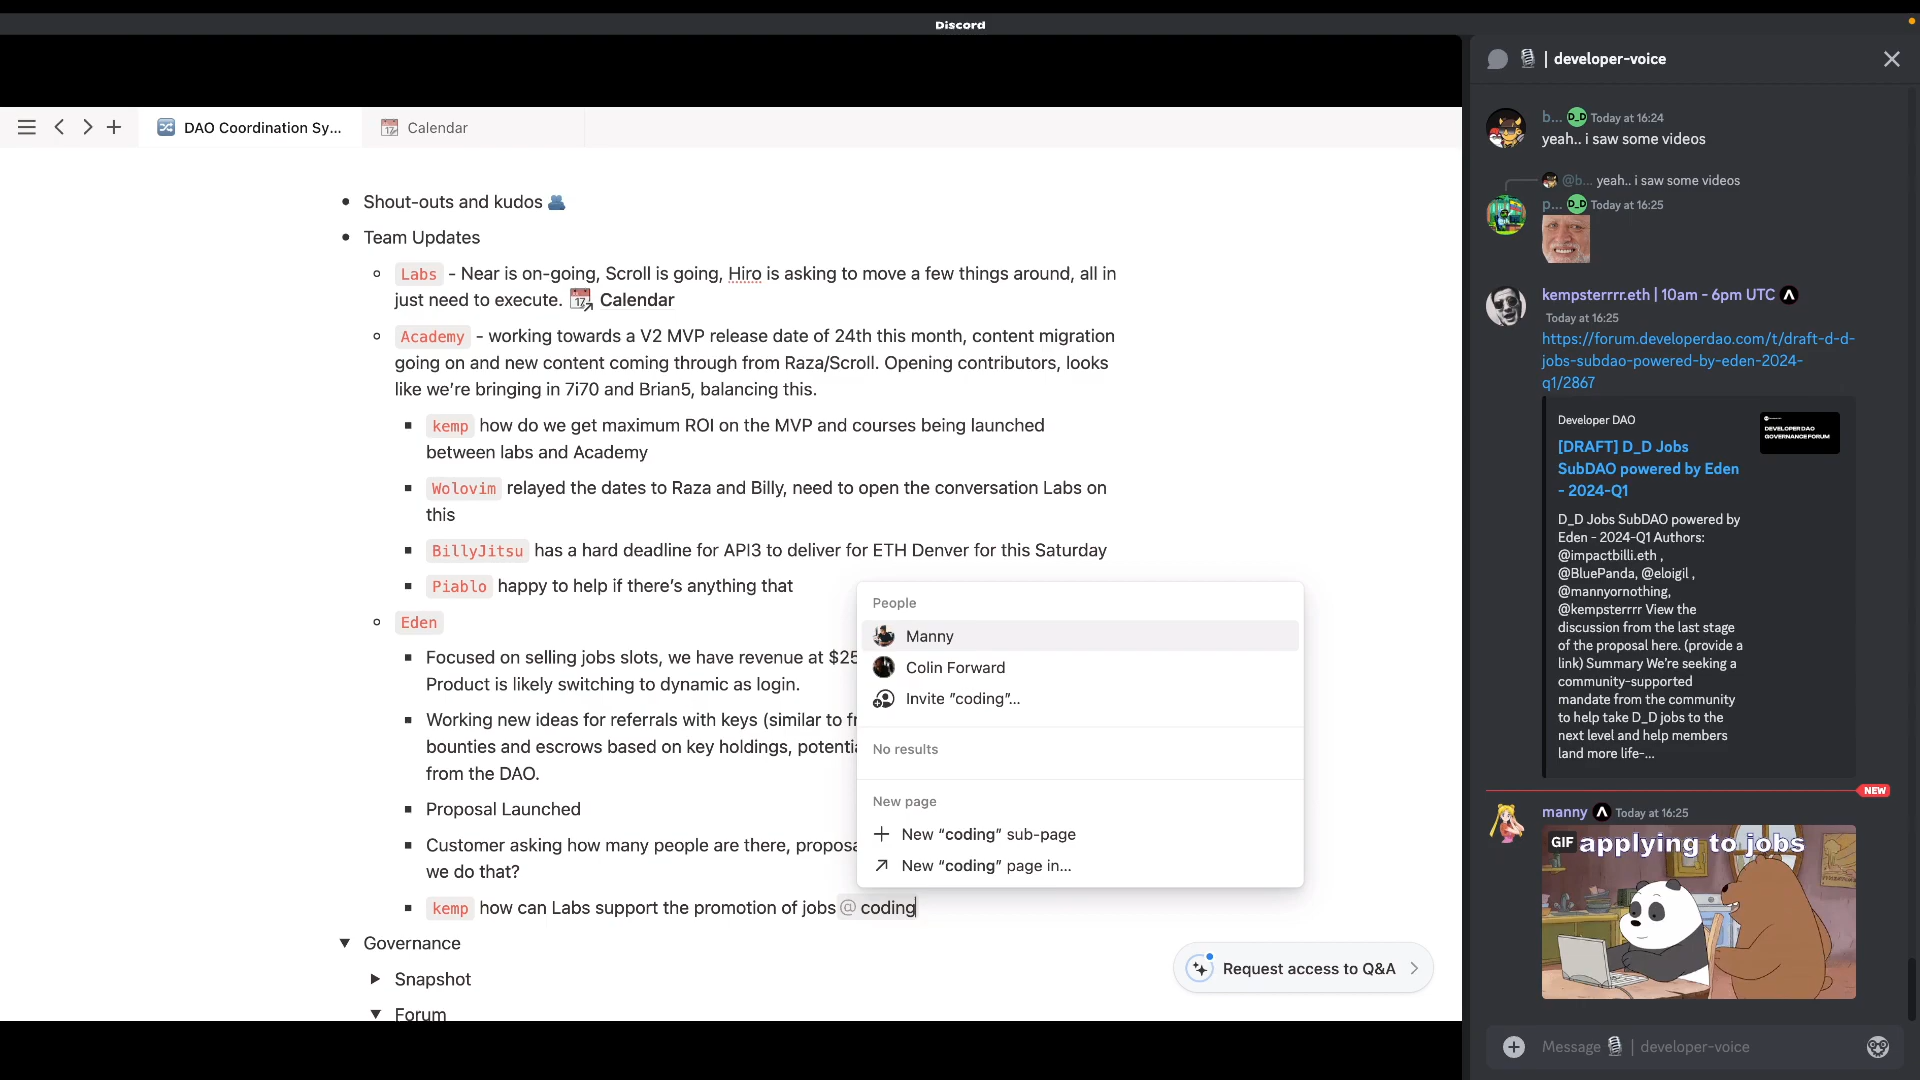 Discord
DAO Coordination Sy...
Calendar
Shout-outs and kudos
Team Updates
Labs - Near is on-going, Scroll is going, Hiro is asking to move a few things around, all in
just need to execute. Calendar
Academy - working towards a V2 MVP release date of 24th this month, content migration
going on and new content coming through from Raza/Scroll. Opening contributors, looks
like we're bringing in 7i70 and Brian5, balancing this.
kemp how do we get maximum ROI on the MVP and courses being launched
between labs and Academy
Wolovim relayed the dates to Raza and Billy, need to open the conversation Labs on
this
BillyJitsu has a hard deadline for API3 to deliver for ETH Denver for this Saturday
Piablo happy to help if there's anything that
Eden
Focused on selling jobs slots, we have revenue at $25
Product is likely switching to dynamic as login.
Working new ideas for referrals with keys (similar to fr
bounties and escrows based on key holdings, potentia
from the DAO.
Proposal Launched
Customer asking how many people are there, proposa
we do that?
kemp how can Labs support the promotion of jobs @coding
Governance
Snapshot
Forum
People
Manny
Colin Forward
Invite "coding"...
No results
New page
New "coding" sub-page
New "coding" page in...
Request access to Q&A
| developer-voice
b... D_D Today at 16:24
yeah.. i saw some videos
@b... yeah.. i saw some videos
p... D_D Today at 16:25
kempsterrrr.eth | 10am - 6pm UTC
Today at 16:25
https://forum.developerdao.com/t/draft-d-d-
jobs-subdao-powered-by-eden-2024-
q1/2867
Developer DAO
DEVELOPER DAO
GOVERNANCE FORUM
[DRAFT] D_D Jobs
SubDAO powered by Eden
- 2024-Q1
D_D Jobs SubDAO powered by
Eden - 2024-Q1 Authors:
@impactbilli.eth ,
@BluePanda, @eloigil ,
@mannyornothing,
@kempsterrrr View the
discussion from the last stage
of the proposal here. (provide a
link) Summary We're seeking a
community-supported
mandate from the community
to help take D_D jobs to the
next level and help members
land more life-...
NEW
manny Today at 16:25
GIF applying to jobs
Message | developer-voice